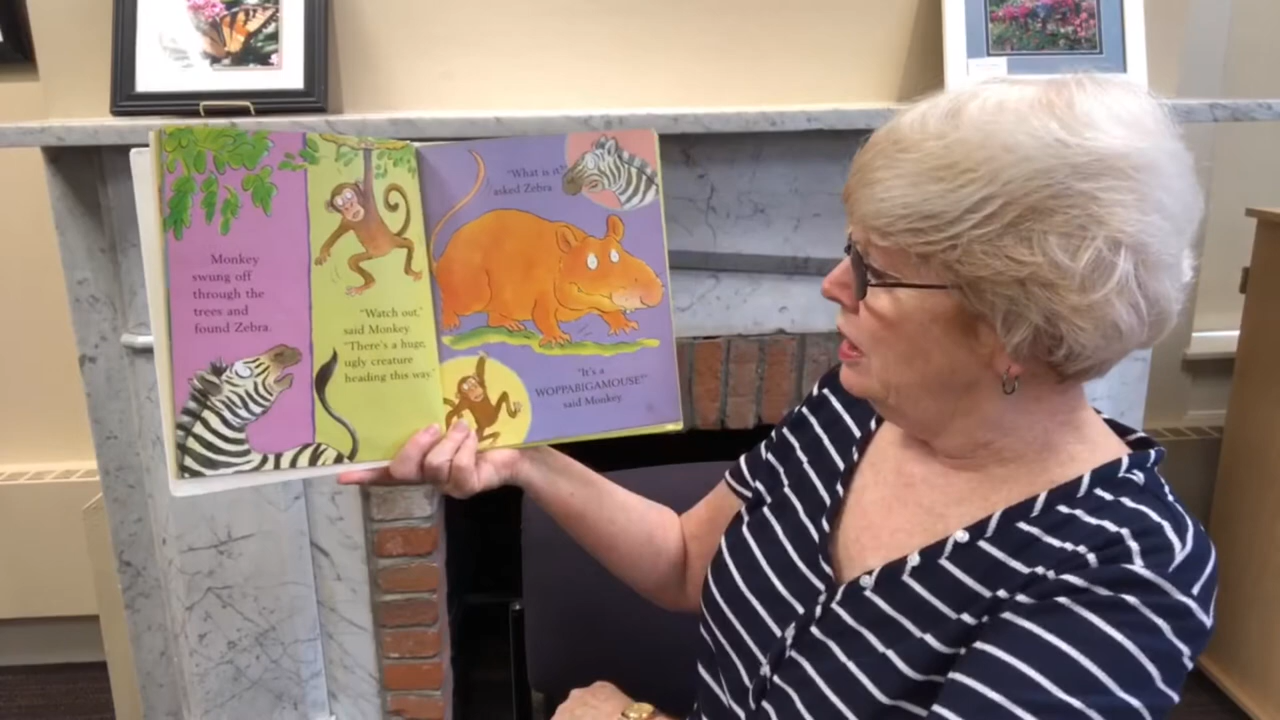 Monkey
swung off
through the
trees and
found Zebra.
"Watch out,"
said Monkey.
"There's a huge,
ugly creature
heading this way."
"What is it?"
asked Zebra.
"It's a
WOPPABIGAMOUSE!"
said Monkey.